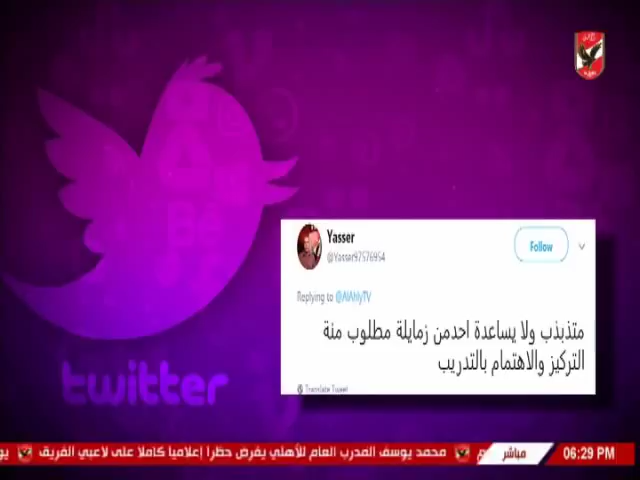 twitter
Yasser
@Yasser97576954
Follow
Replying to @AlAhlyTV
متذبذب ولا يساعدة احدمن زمايلة مطلوب منة
التركيز والاهتمام بالتدريب
Translate Tweet
محمد يوسف المدرب العام للأهلي يفرض حظرا إعلاميا كاملا على لاعبي الفريق
مباشر
06:29 PM